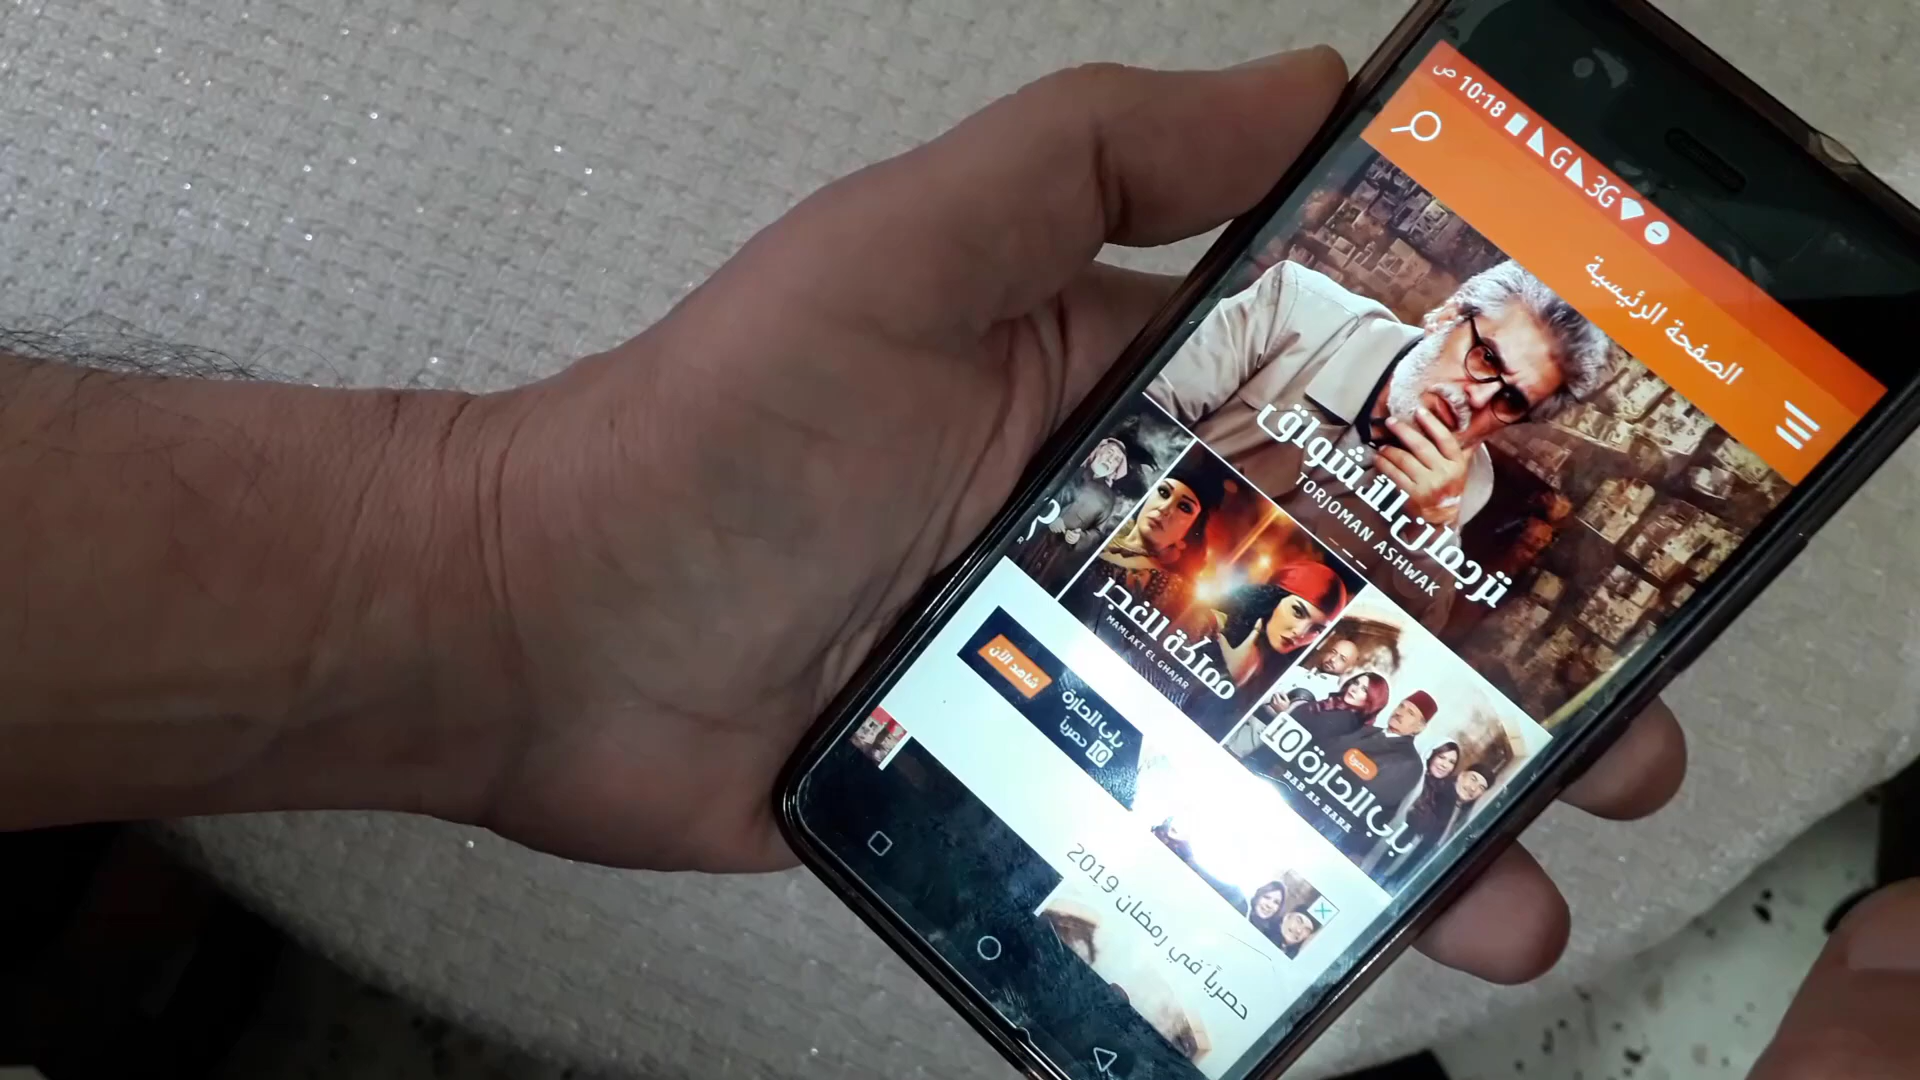 10:18 ص
G 3G
الصفحة الرئيسية
ترجمان الأشواق
TORJOMAN ASHWAK
مملكة الغجر
MAMLAKT EL GHAJAR
حصرياً
باب الحارة 10
BAB AL HARA
R
باب الحارة
10 حصرياً
شاهد الآن
حصرياً في رمضان 2019